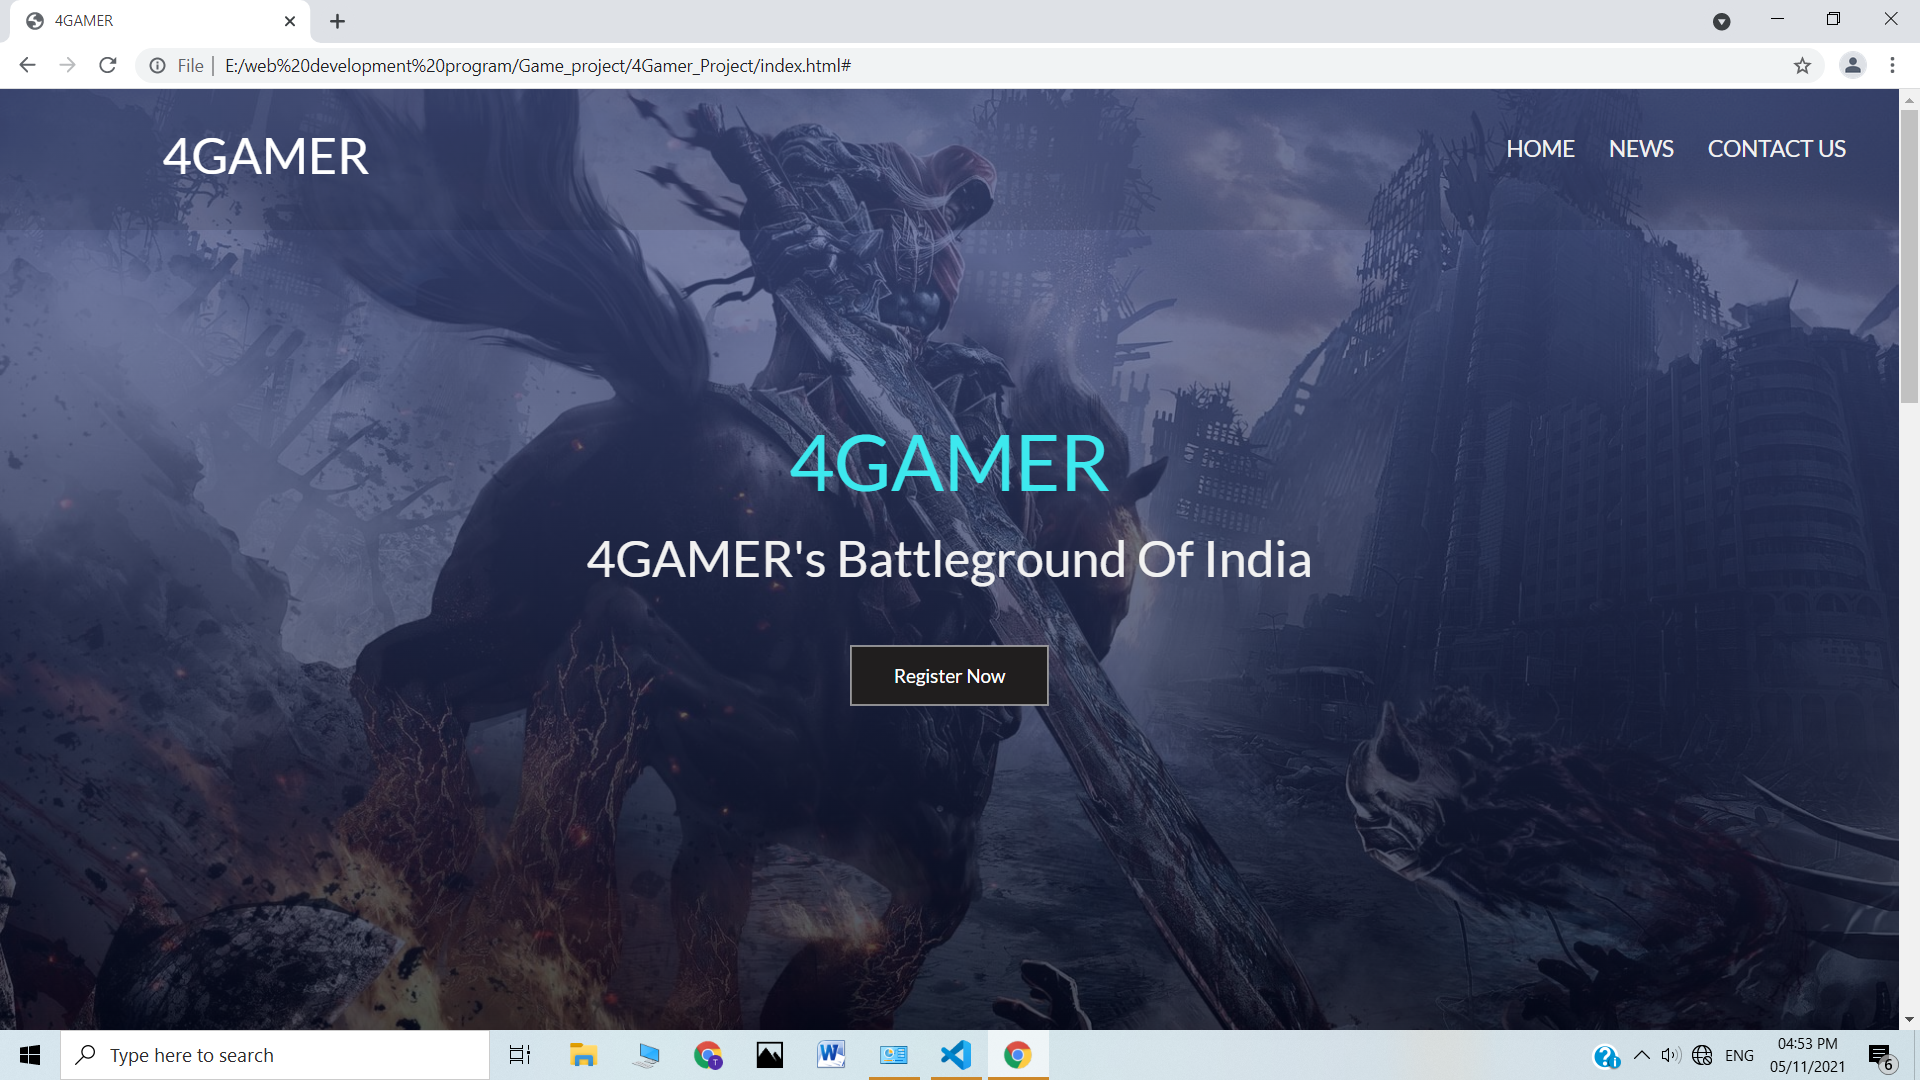 4GAMER
File
E:/web%20development%20program/Game_project/4Gamer_Project/index.html#
4GAMER
HOME NEWS CONTACT US
4GAMER
4GAMER's Battleground Of India
Register Now
Type here to search
T
W
ENG
04:53 PM
05/11/2021
6